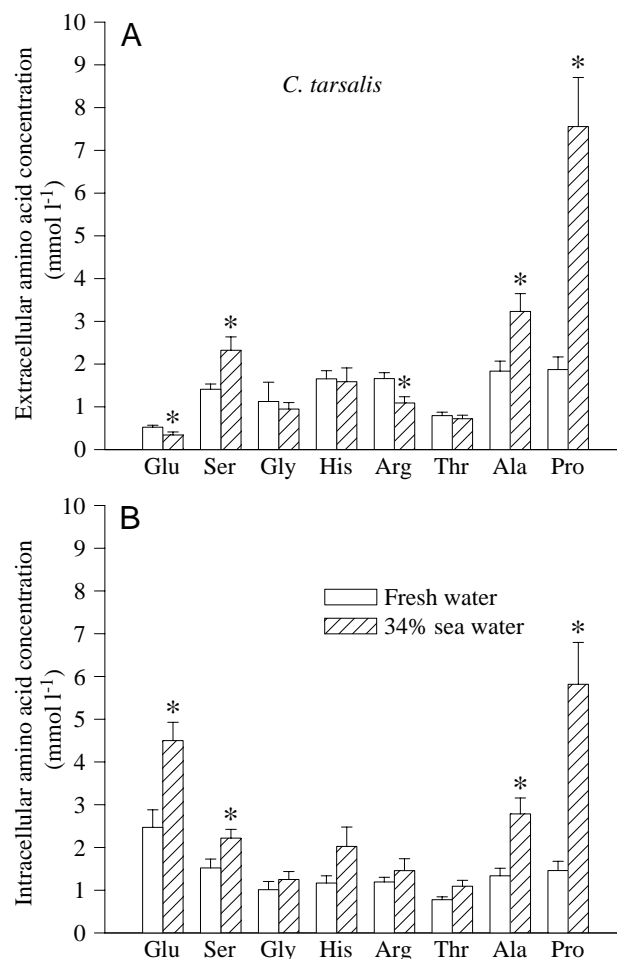 A
C. tarsalis
Extracellular amino acid concentration
(mmol l-1)
10
9
8
7
6
5
4
3
2
1
0
*
*
*
*
*
Glu Ser Gly His Arg Thr Ala Pro
B
Fresh water
34% sea water
Intracellular amino acid concentration
(mmol l-1)
10
9
8
7
6
5
4
3
2
1
0
*
*
*
*
Glu Ser Gly His Arg Thr Ala Pro